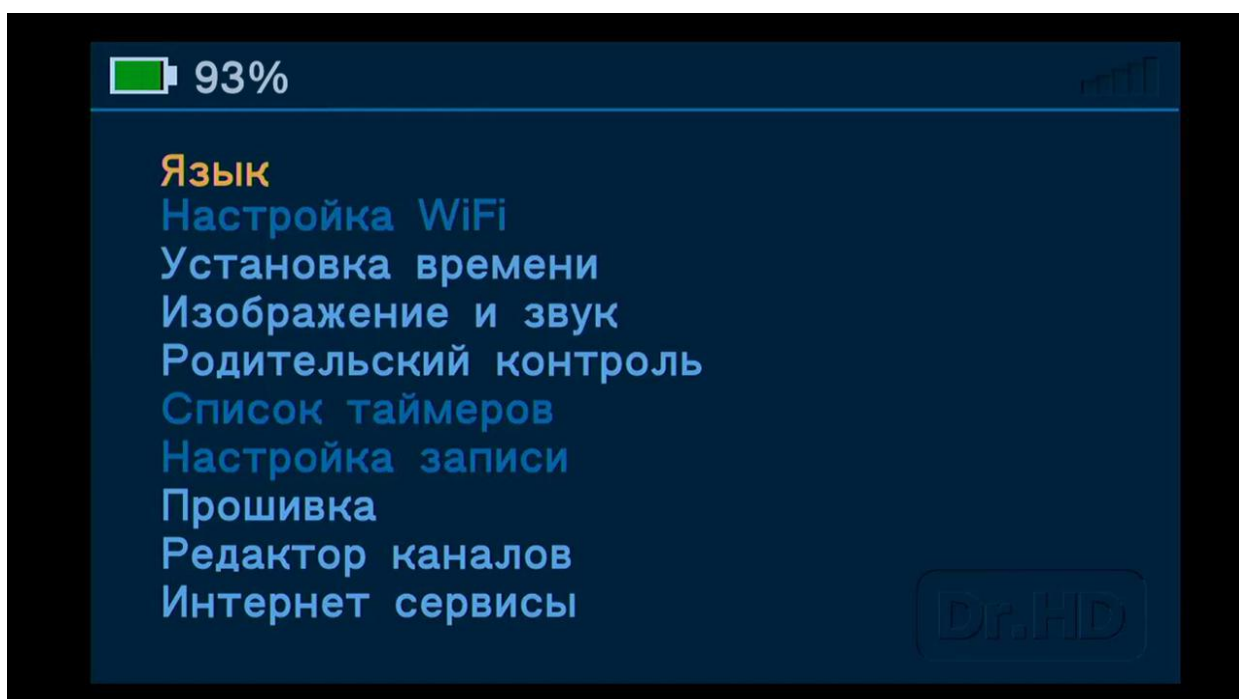 93%
Язык
Настройка WiFi
Установка времени
Изображение и звук
Родительский контроль
Список таймеров
Настройка записи
Прошивка
Редактор каналов
Интернет сервисы
Dr.HD